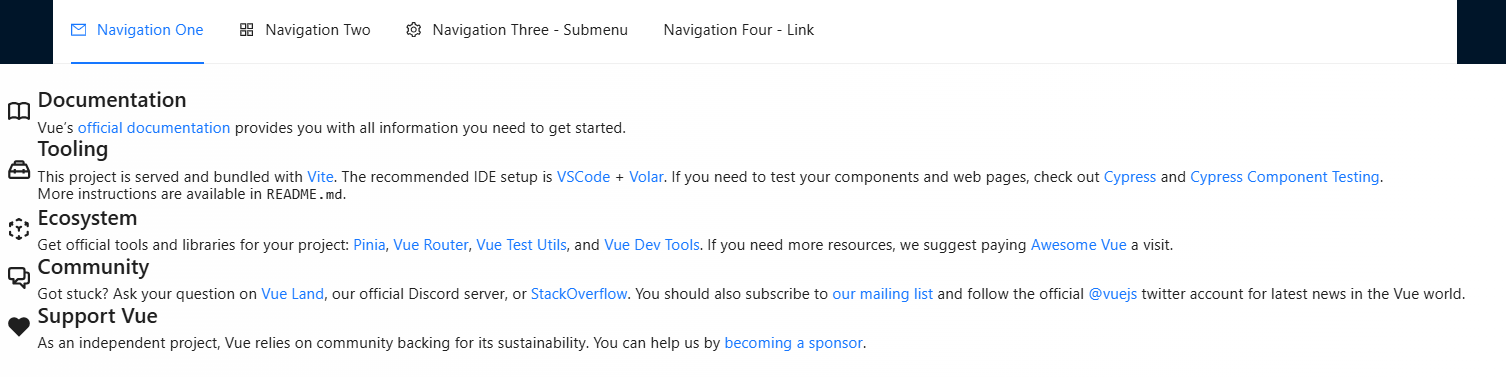 Navigation One Navigation Two Navigation Three - Submenu Navigation Four - Link
Documentation
Vue’s official documentation provides you with all information you need to get started.
Tooling
This project is served and bundled with Vite. The recommended IDE setup is VSCode + Volar. If you need to test your components and web pages, check out Cypress and Cypress Component Testing.
More instructions are available in README.md.
Ecosystem
Get official tools and libraries for your project: Pinia, Vue Router, Vue Test Utils, and Vue Dev Tools. If you need more resources, we suggest paying Awesome Vue a visit.
Community
Got stuck? Ask your question on Vue Land, our official Discord server, or StackOverflow. You should also subscribe to our mailing list and follow the official @vuejs twitter account for latest news in the Vue world.
Support Vue
As an independent project, Vue relies on community backing for its sustainability. You can help us by becoming a sponsor.